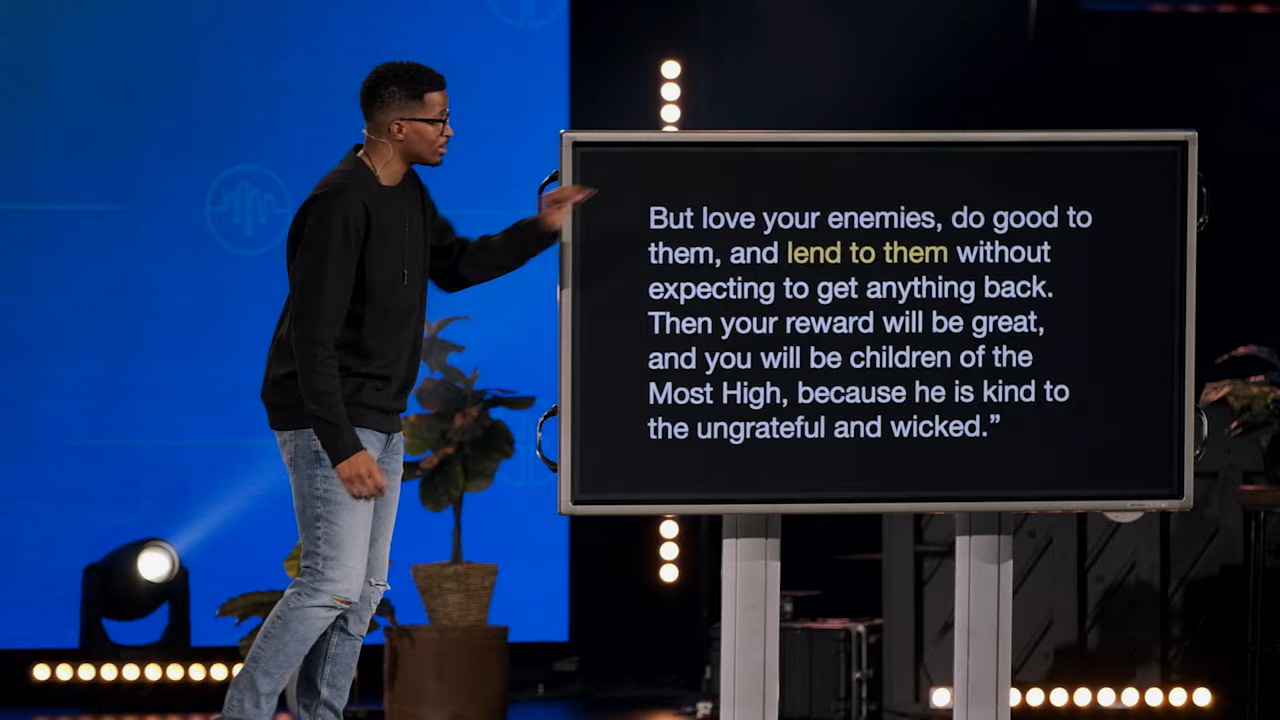 But love your enemies, do good to
them, and lend to them without
expecting to get anything back.
Then your reward will be great,
and you will be children of the
Most High, because he is kind to
the ungrateful and wicked.”